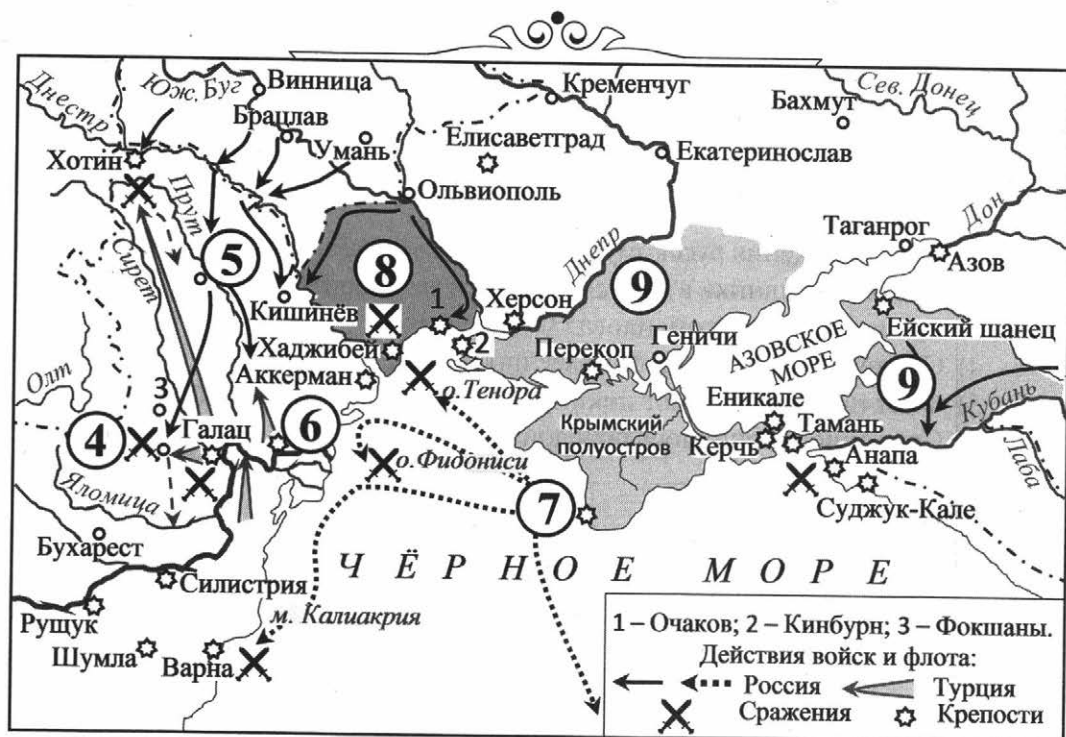 Винница
Юж. Буг
Днестр
Кременчуг
Бахмут
Сев. Донец
Брацлав
Умань
Елисаветград
Екатеринослав
Хотин
Ольвиополь
Прут
Сирет
5
8
Днепр
9
Таганрог
Дон
Азов
Кишинёв
1
Херсон
2
Хаджибей
Перекоп
Геничи
АЗОВСКОЕ
МОРЕ
Ейский шанец
9
Олт
Аккерман
о. Тендра
Крымский
полуостров
Еникале
Керчь
Тамань
Кубань
Лаба
3
4
Галац
6
о. Фидониси
7
Анапа
Суджук-Кале
Яломица
Бухарест
Силистрия
ЧЁРНОЕ МОРЕ
Рущук
Шумла
Варна
м. Калиакрия
1 – Очаков; 2 – Кинбурн; 3 – Фокшаны.
Действия войск и флота:
Россия
Турция
Сражения
Крепости